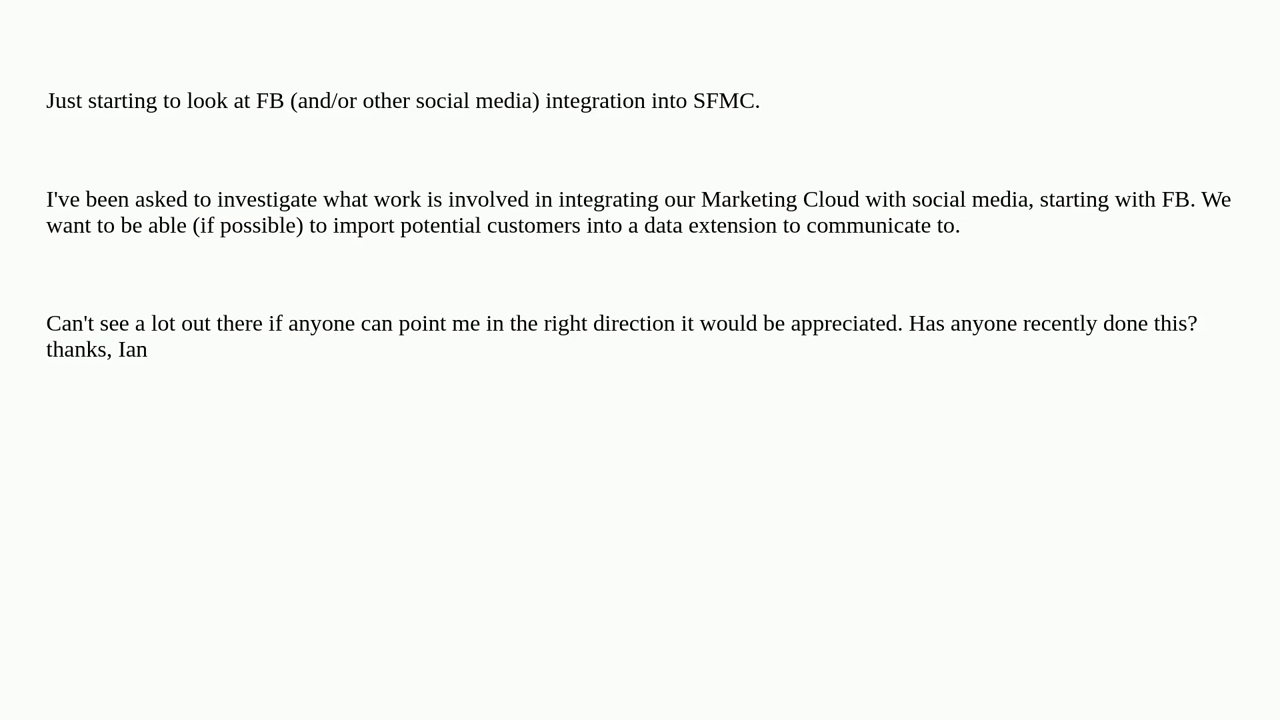 Just starting to look at FB (and/or other social media) integration into SFMC.
I've been asked to investigate what work is involved in integrating our Marketing Cloud with social media, starting with FB. We
want to be able (if possible) to import potential customers into a data extension to communicate to.
Can't see a lot out there if anyone can point me in the right direction it would be appreciated. Has anyone recently done this?
thanks, Ian